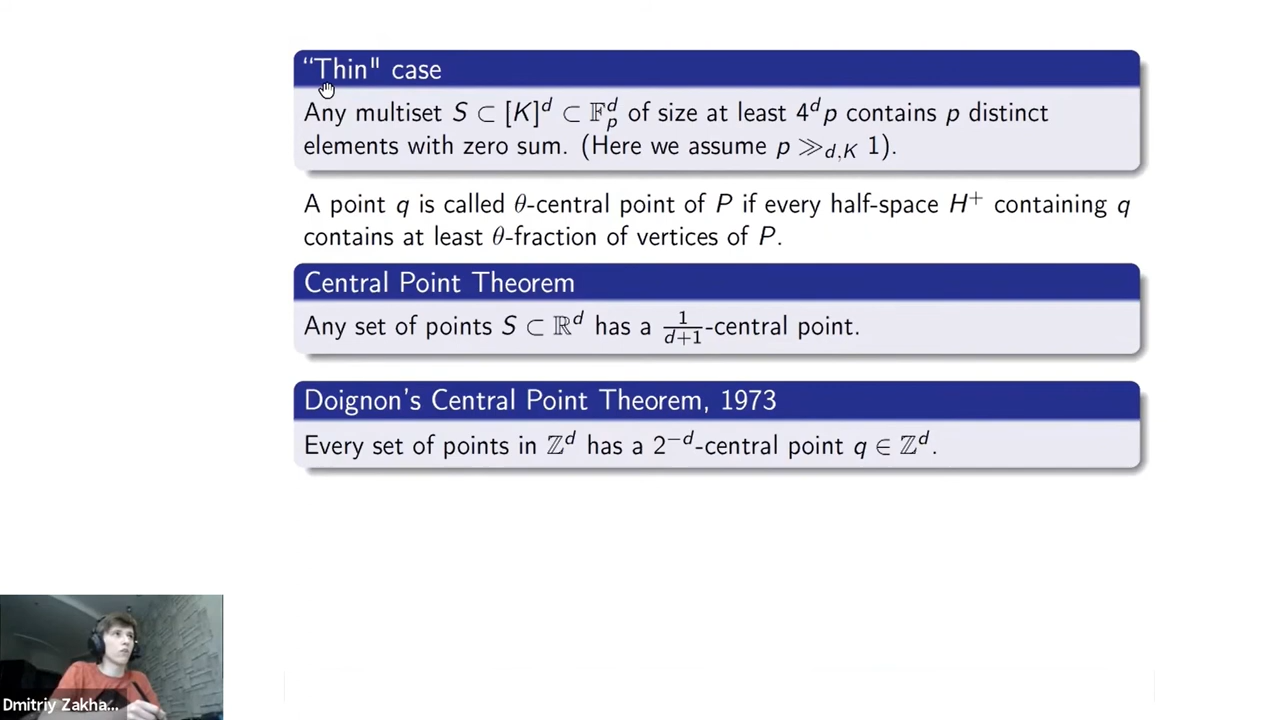 “Thin" case
Any multiset S ⊂ [K]^d ⊂ 𝔽_p^d of size at least 4^d p contains p distinct
elements with zero sum. (Here we assume p ≫_{d,K} 1).
A point q is called θ-central point of P if every half-space H^+ containing q
contains at least θ-fraction of vertices of P.
Central Point Theorem
Any set of points S ⊂ ℝ^d has a 1/(d+1)-central point.
Doignon's Central Point Theorem, 1973
Every set of points in ℤ^d has a 2^{-d}-central point q ∈ ℤ^d.
Dmitriy Zakha...